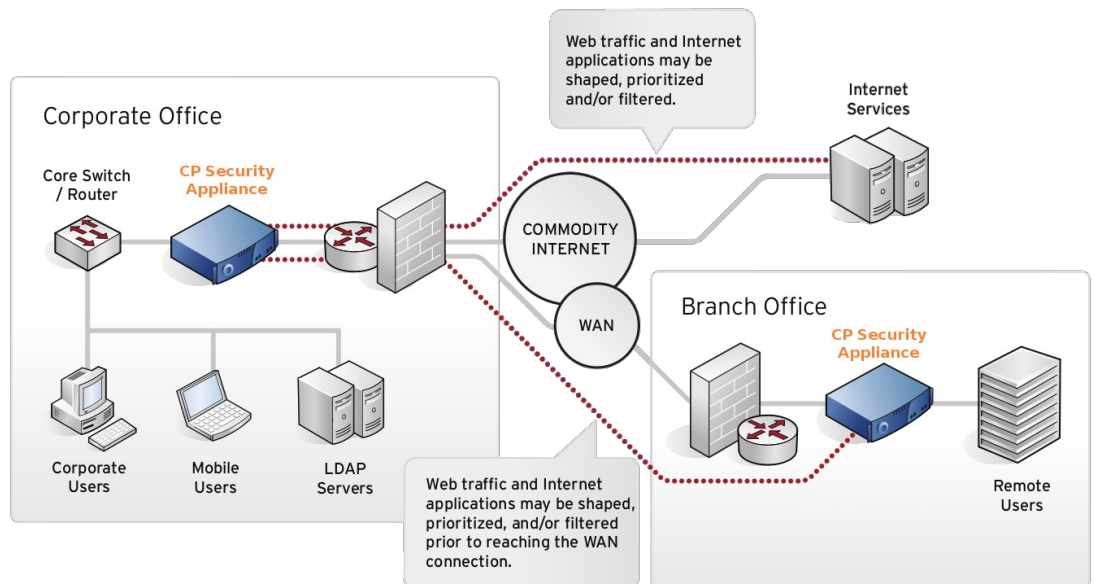 Web traffic and Internet
applications may be
shaped, prioritized
and/or filtered.
Internet
Services
Corporate Office
Core Switch
/ Router
CP Security
Appliance
COMMODITY
INTERNET
WAN
Branch Office
CP Security
Appliance
Corporate
Users
Mobile
Users
LDAP
Servers
Web traffic and Internet
applications may be shaped,
prioritized, and/or filtered
prior to reaching the WAN
connection.
Remote
Users